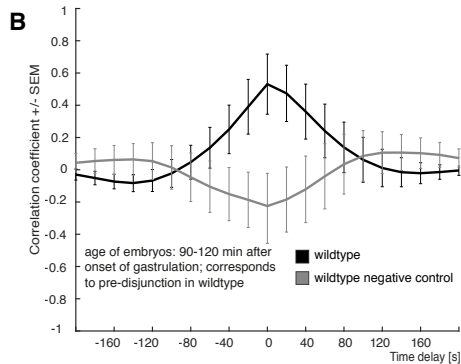 B
1
0.8
0.6
0.4
0.2
0
-0.2
-0.4
-0.6
-0.8
-1
Correlation coefficient +/- SEM
age of embryos: 90-120 min after
onset of gastrulation; corresponds
to pre-disjunction in wildtype
wildtype
wildtype negative control
-160 -120 -80 -40 0 40 80 120 160
Time delay [s]